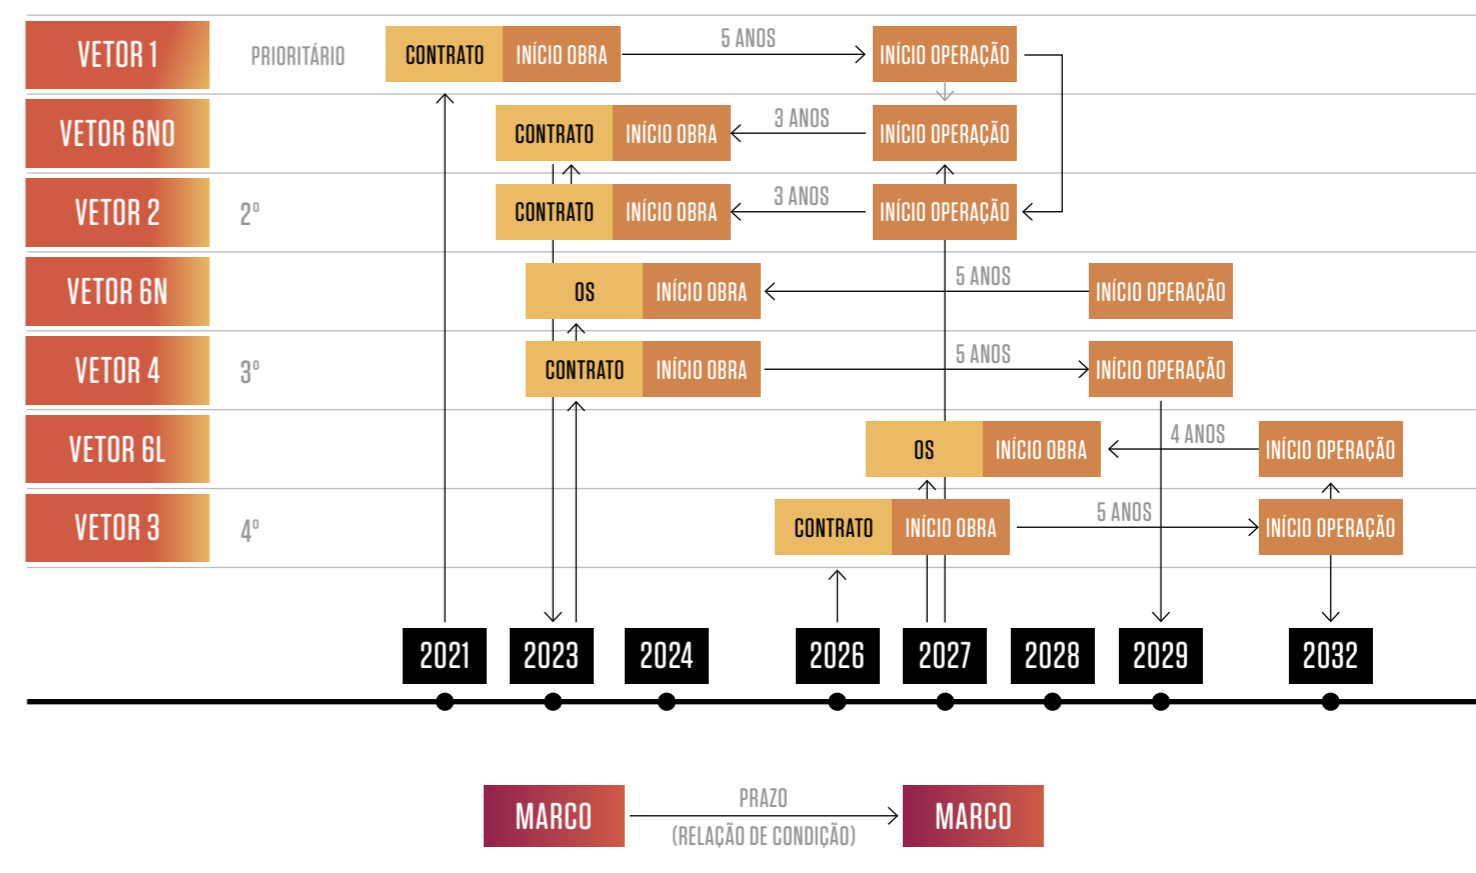 VETOR 1 PRIORITÁRIO CONTRATO INÍCIO OBRA 5 ANOS INÍCIO OPERAÇÃO
VETOR 6NO CONTRATO INÍCIO OBRA 3 ANOS INÍCIO OPERAÇÃO
VETOR 2 2º CONTRATO INÍCIO OBRA 3 ANOS INÍCIO OPERAÇÃO
VETOR 6N OS INÍCIO OBRA 5 ANOS INÍCIO OPERAÇÃO
VETOR 4 3º CONTRATO INÍCIO OBRA 5 ANOS INÍCIO OPERAÇÃO
VETOR 6L OS INÍCIO OBRA 4 ANOS INÍCIO OPERAÇÃO
VETOR 3 4º CONTRATO INÍCIO OBRA 5 ANOS INÍCIO OPERAÇÃO
2021 2023 2024 2026 2027 2028 2029 2032
MARCO PRAZO MARCO
(RELAÇÃO DE CONDIÇÃO)